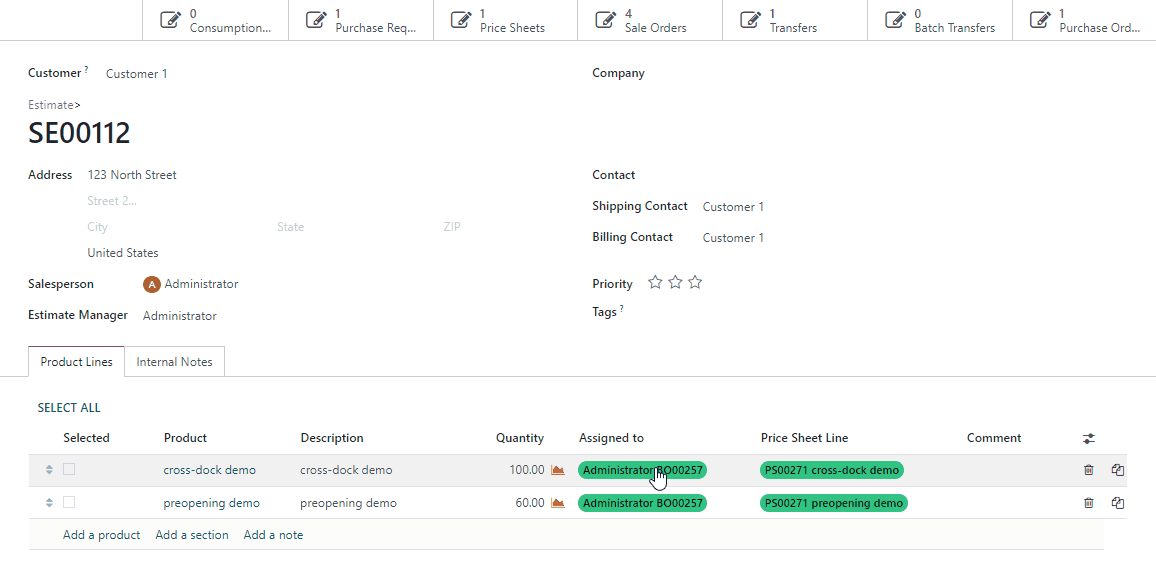 0 Consumption...
1 Purchase Req...
1 Price Sheets
4 Sale Orders
1 Transfers
0 Batch Transfers
1 Purchase Ord...
Customer ? Customer 1
Company
Estimate>
SE00112
Address 123 North Street
Contact
Street 2...
Shipping Contact Customer 1
City State ZIP
Billing Contact Customer 1
United States
Salesperson A Administrator
Priority
Estimate Manager Administrator
Tags ?
Product Lines Internal Notes
SELECT ALL
Selected Product Description Quantity Assigned to Price Sheet Line Comment
cross-dock demo cross-dock demo 100.00 Administrator BO00257 PS00271 cross-dock demo
preopening demo preopening demo 60.00 Administrator BO00257 PS00271 preopening demo
Add a product Add a section Add a note